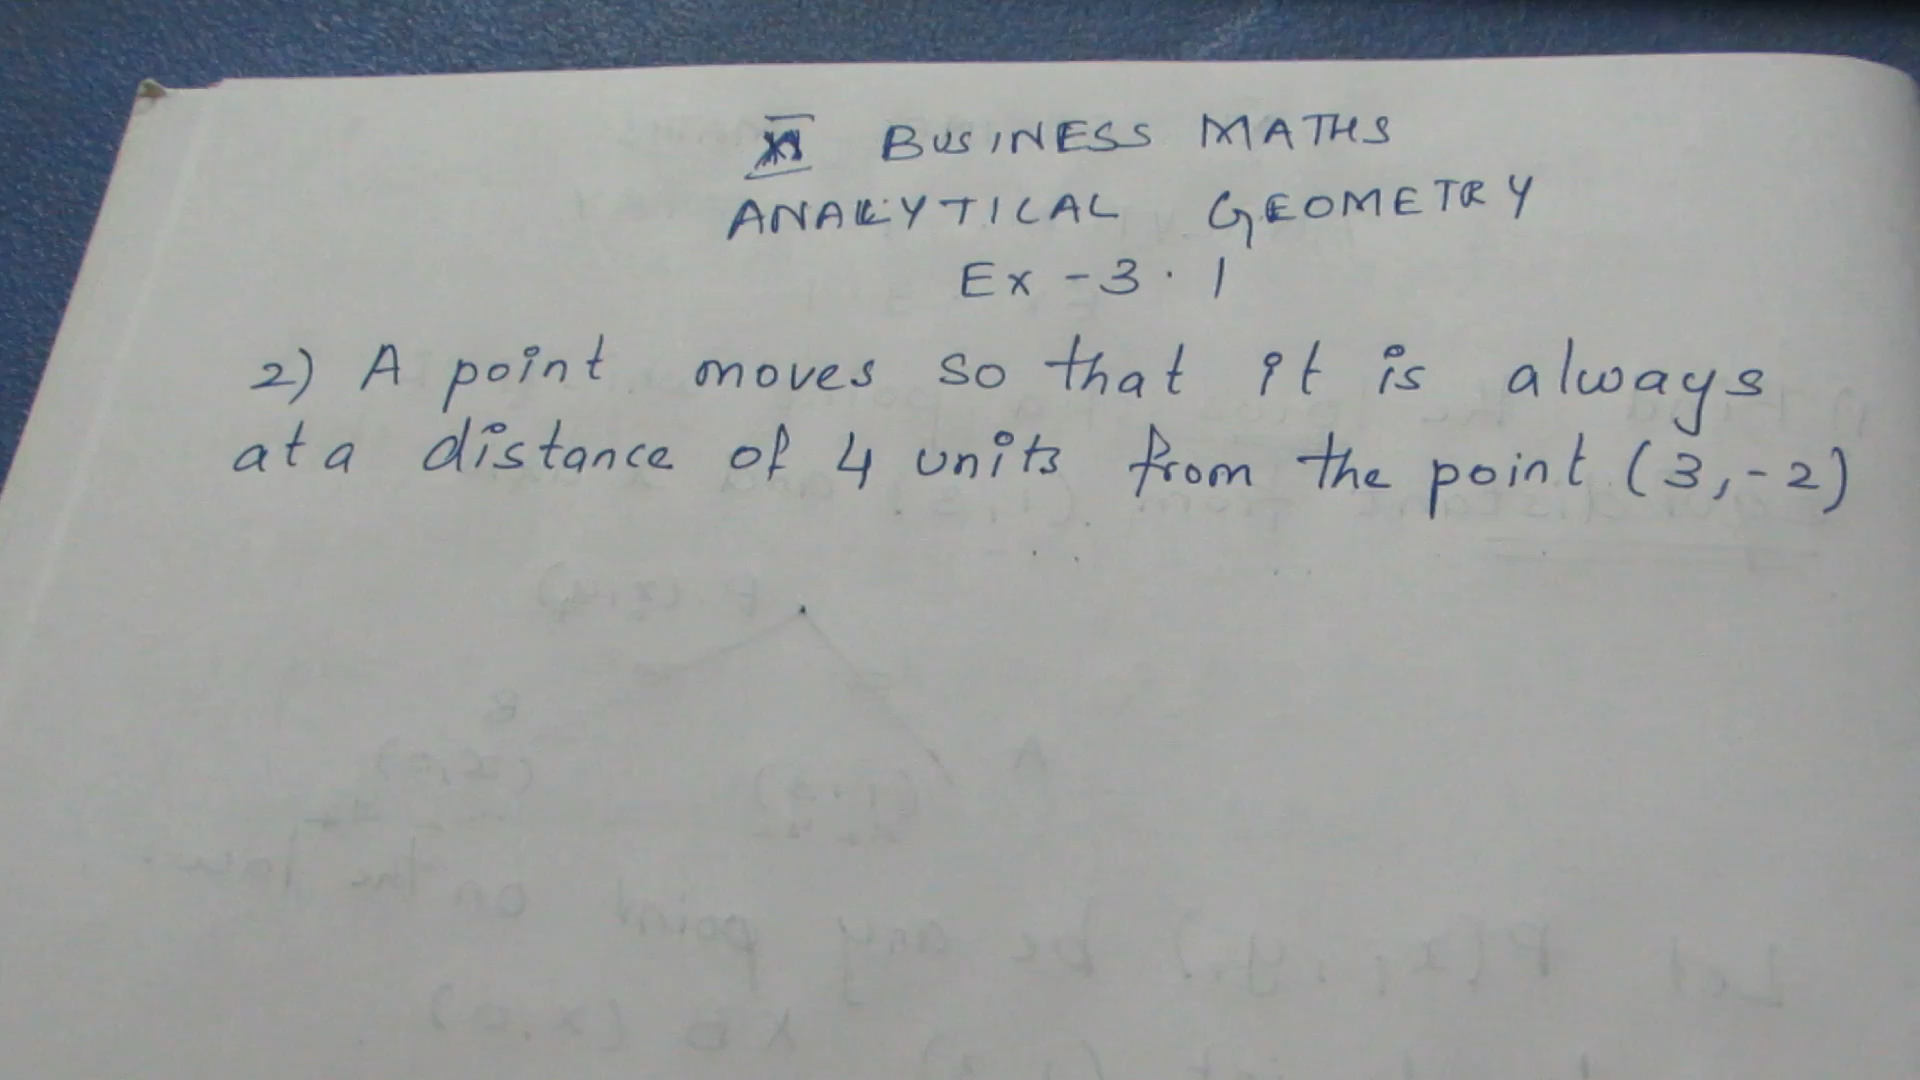 XI BUSINESS MATHS
ANALYTICAL GEOMETRY
Ex - 3.1
2) A point moves so that it is always
at a distance of 4 units from the point (3,-2)